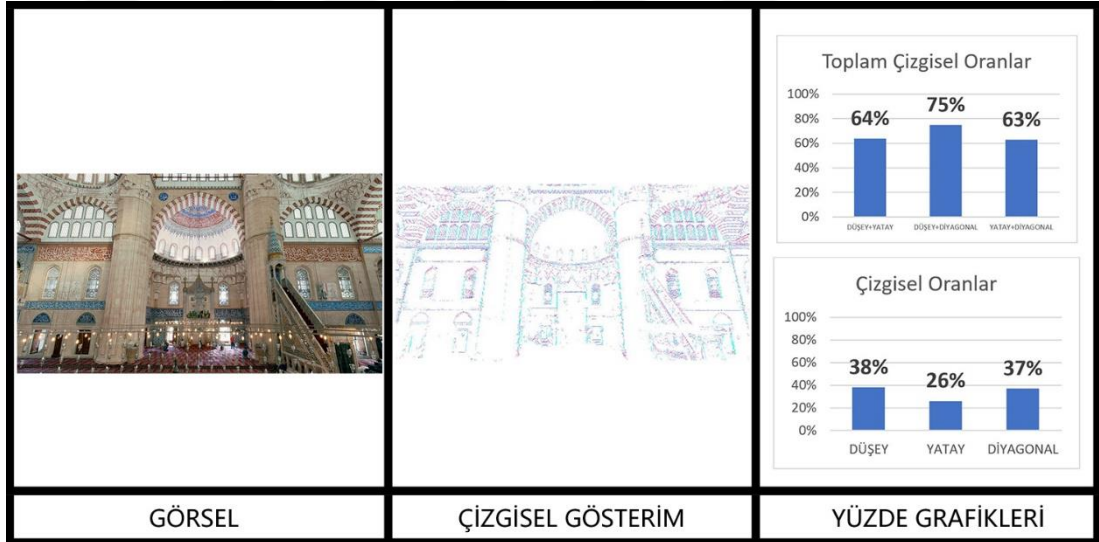 Toplam Çizgisel Oranlar
100%
80%
60%
40%
20%
0%
64%
75%
63%
DÜŞEY+YATAY
DÜŞEY+DİYAGONAL
YATAY+DİYAGONAL
Çizgisel Oranlar
100%
80%
60%
40%
20%
0%
38%
26%
37%
DÜŞEY
YATAY
DİYAGONAL
GÖRSEL
ÇİZGİSEL GÖSTERİM
YÜZDE GRAFİKLERİ